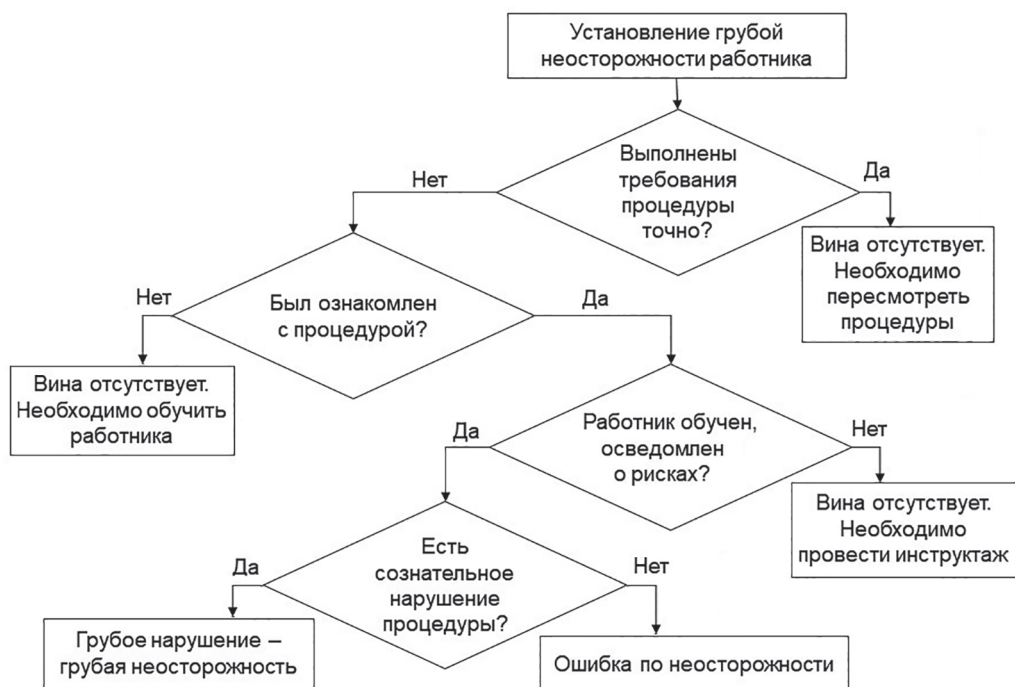 Установление грубой
неосторожности работника
Выполнены
требования
процедуры
точно?
Нет
Да
Вина отсутствует.
Необходимо
пересмотреть
процедуры
Был ознакомлен
с процедурой?
Нет
Да
Вина отсутствует.
Необходимо обучить
работника
Работник обучен,
осведомлен
о рисках?
Да
Нет
Вина отсутствует.
Необходимо
провести инструктаж
Есть
сознательное
нарушение
процедуры?
Да
Нет
Грубое нарушение –
грубая неосторожность
Ошибка по неосторожности